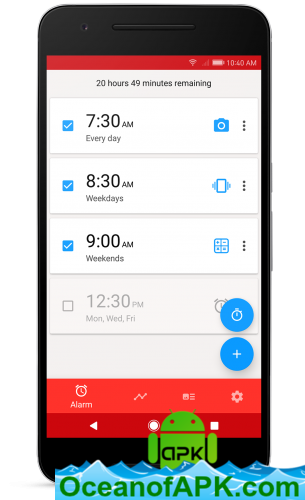 10:40 AM
20 hours 49 minutes remaining
7:30 AM
Every day
8:30 AM
Weekdays
9:00 AM
Weekends
12:30 PM
Mon, Wed, Fri
Alarm
apk
OceanofAPK.com